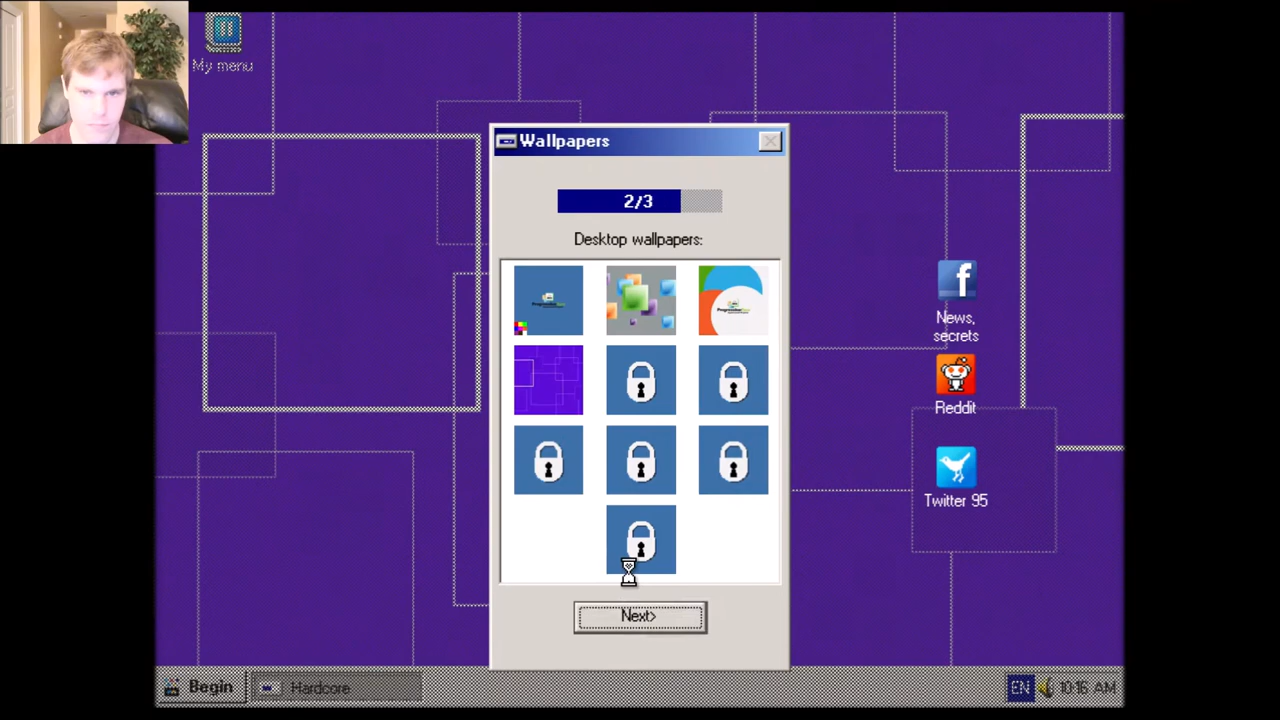 My menu
Wallpapers
2/3
Desktop wallpapers:
News,
secrets
Reddit
Twitter 95
Next>
Begin
Hardcore
EN
10:16 AM